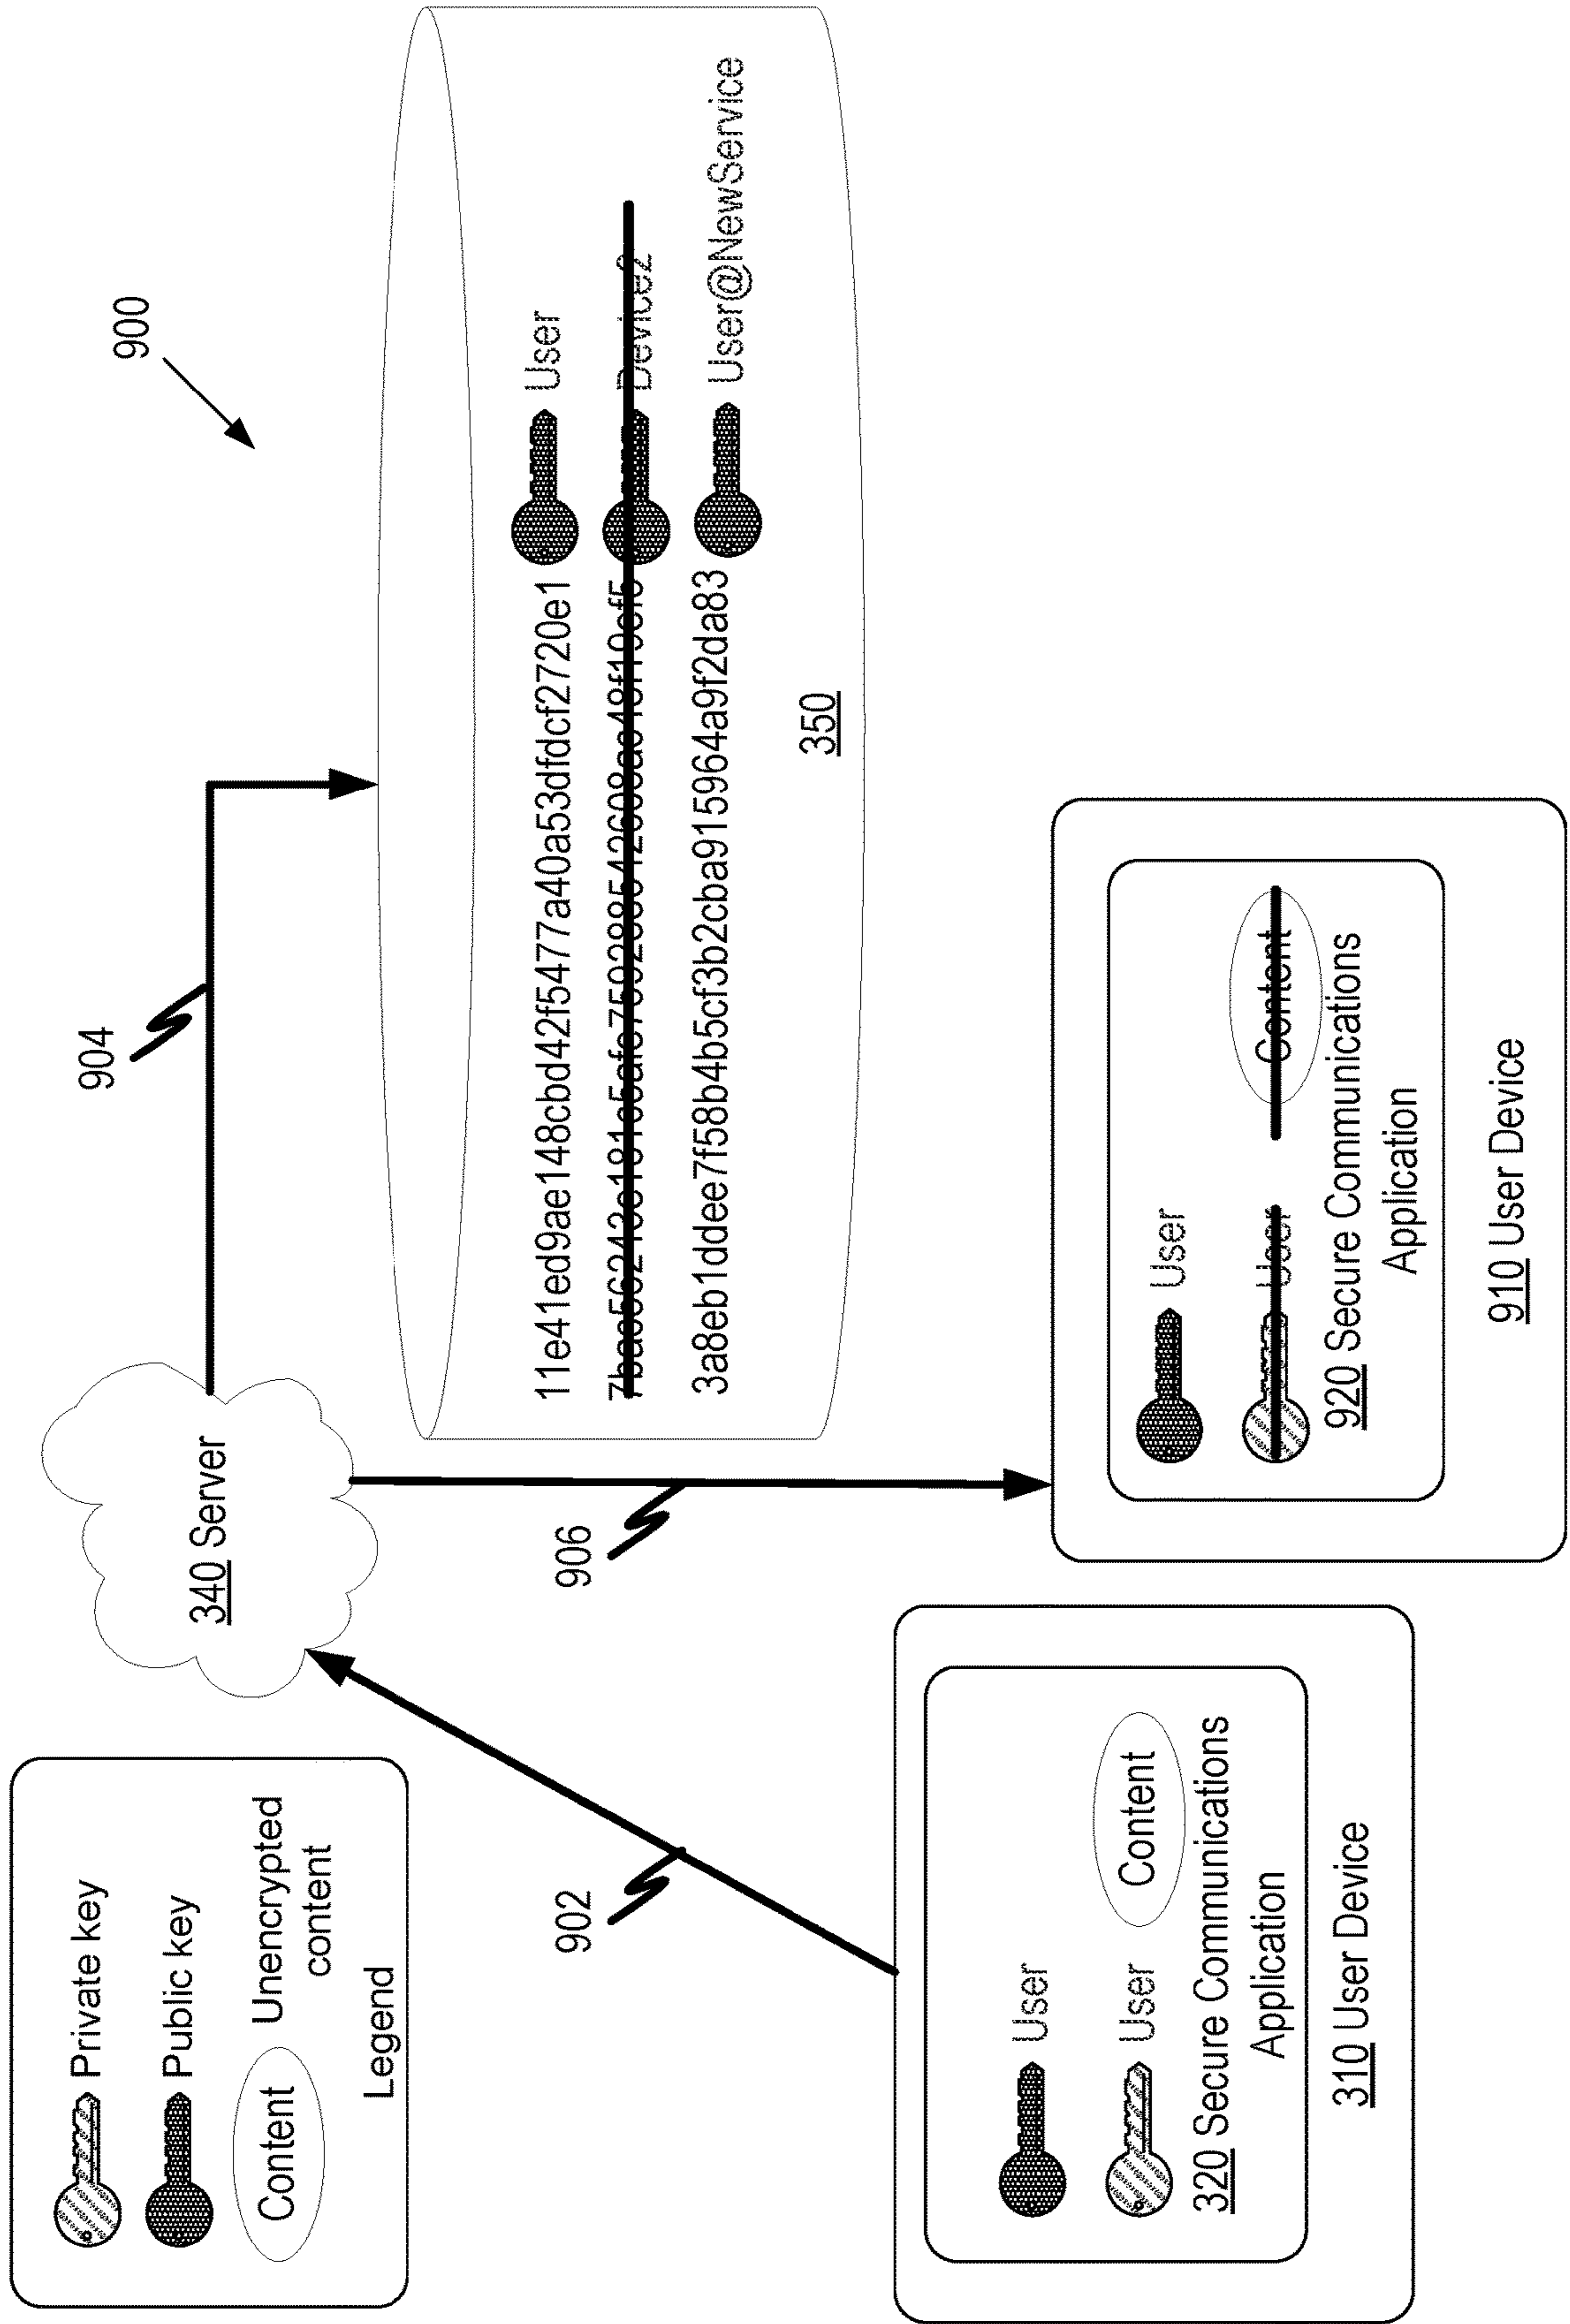 Private key
Public key
Content Unencrypted
content
Legend
340 Server
904
900
902
906
11e41ed9ae148cbd42f5477a40a53dfdcf2720e1 User
Device2
3a8eb1ddee7f58b4b5cf3b2cba915964a9f2da83 User@NewService
350
User
User Content
320 Secure Communications
Application
310 User Device
User
User Content
920 Secure Communications
Application
910 User Device